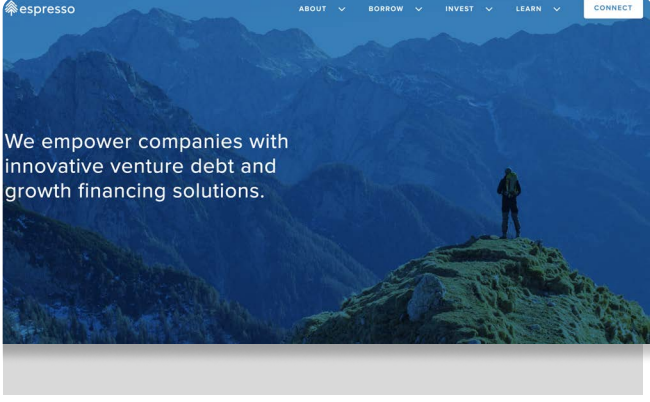 espresso
ABOUT
BORROW
INVEST
LEARN
CONNECT
We empower companies with
innovative venture debt and
growth financing solutions.